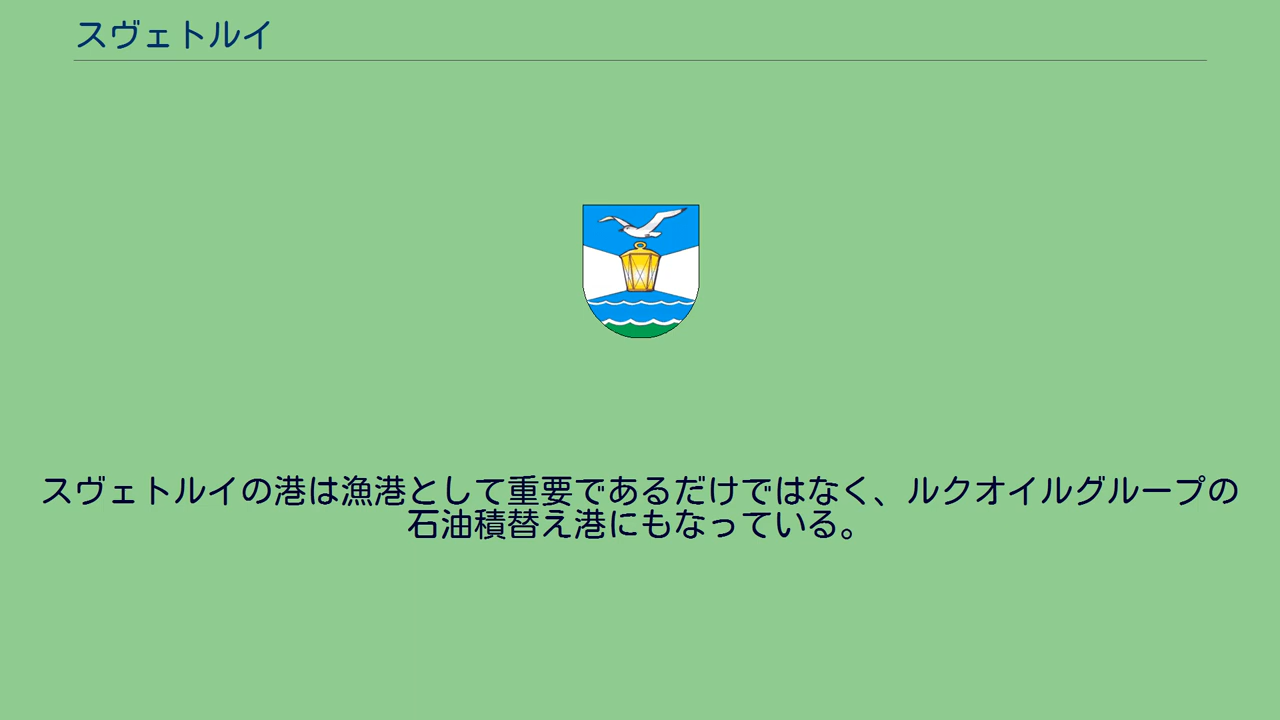 スヴェトルイ
スヴェトルイの港は漁港として重要であるだけではなく、ルクオイルグループの
石油積替え港にもなっている。